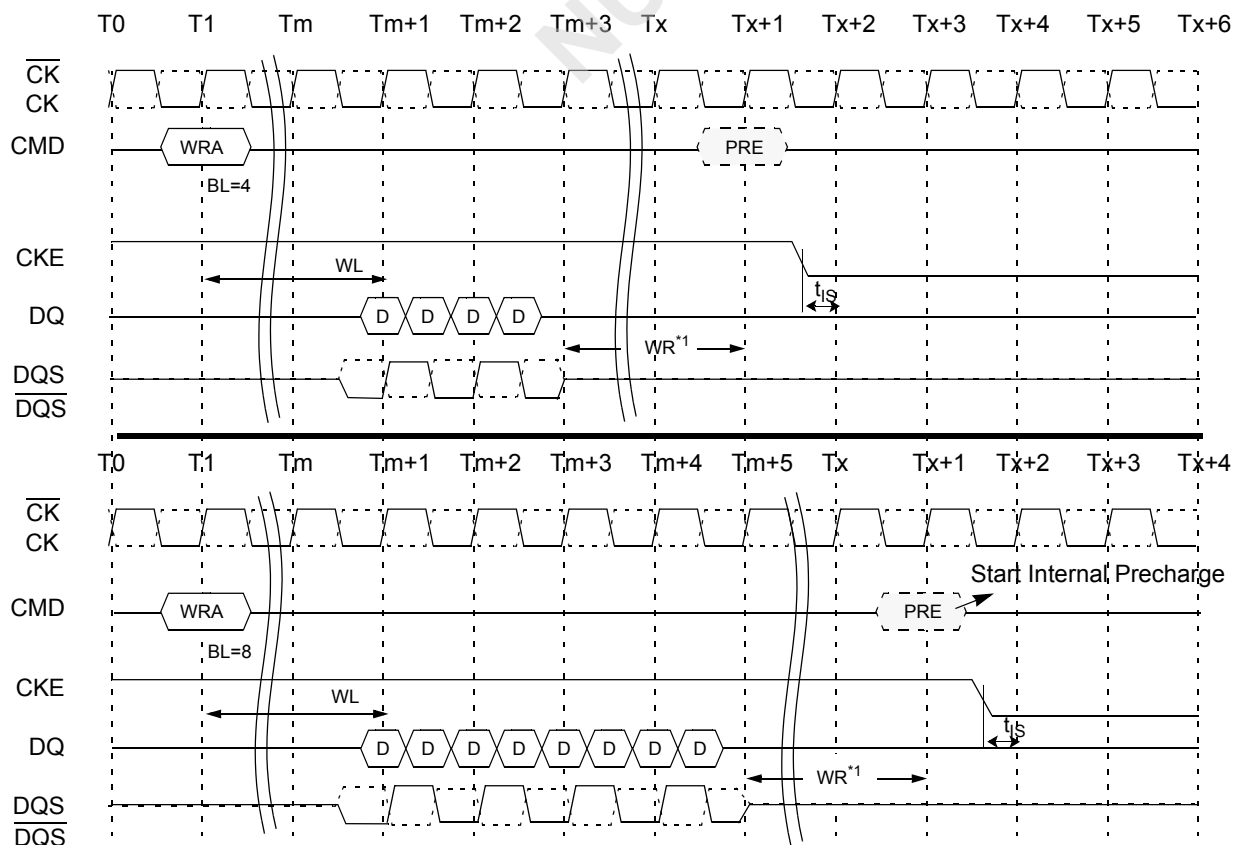 T0 T1 Tm Tm+1 Tm+2 Tm+3 Tx Tx+1 Tx+2 Tx+3 Tx+4 Tx+5 Tx+6
CK
CK
CMD WRA PRE
BL=4
CKE
WL
tIS
DQ D D D D
WR*1
DQS
DQS
T0 T1 Tm Tm+1 Tm+2 Tm+3 Tm+4 Tm+5 Tx Tx+1 Tx+2 Tx+3 Tx+4
CK
CK
Start Internal Precharge
CMD WRA PRE
BL=8
CKE
WL
tIS
DQ D D D D D D D D
WR*1
DQS
DQS